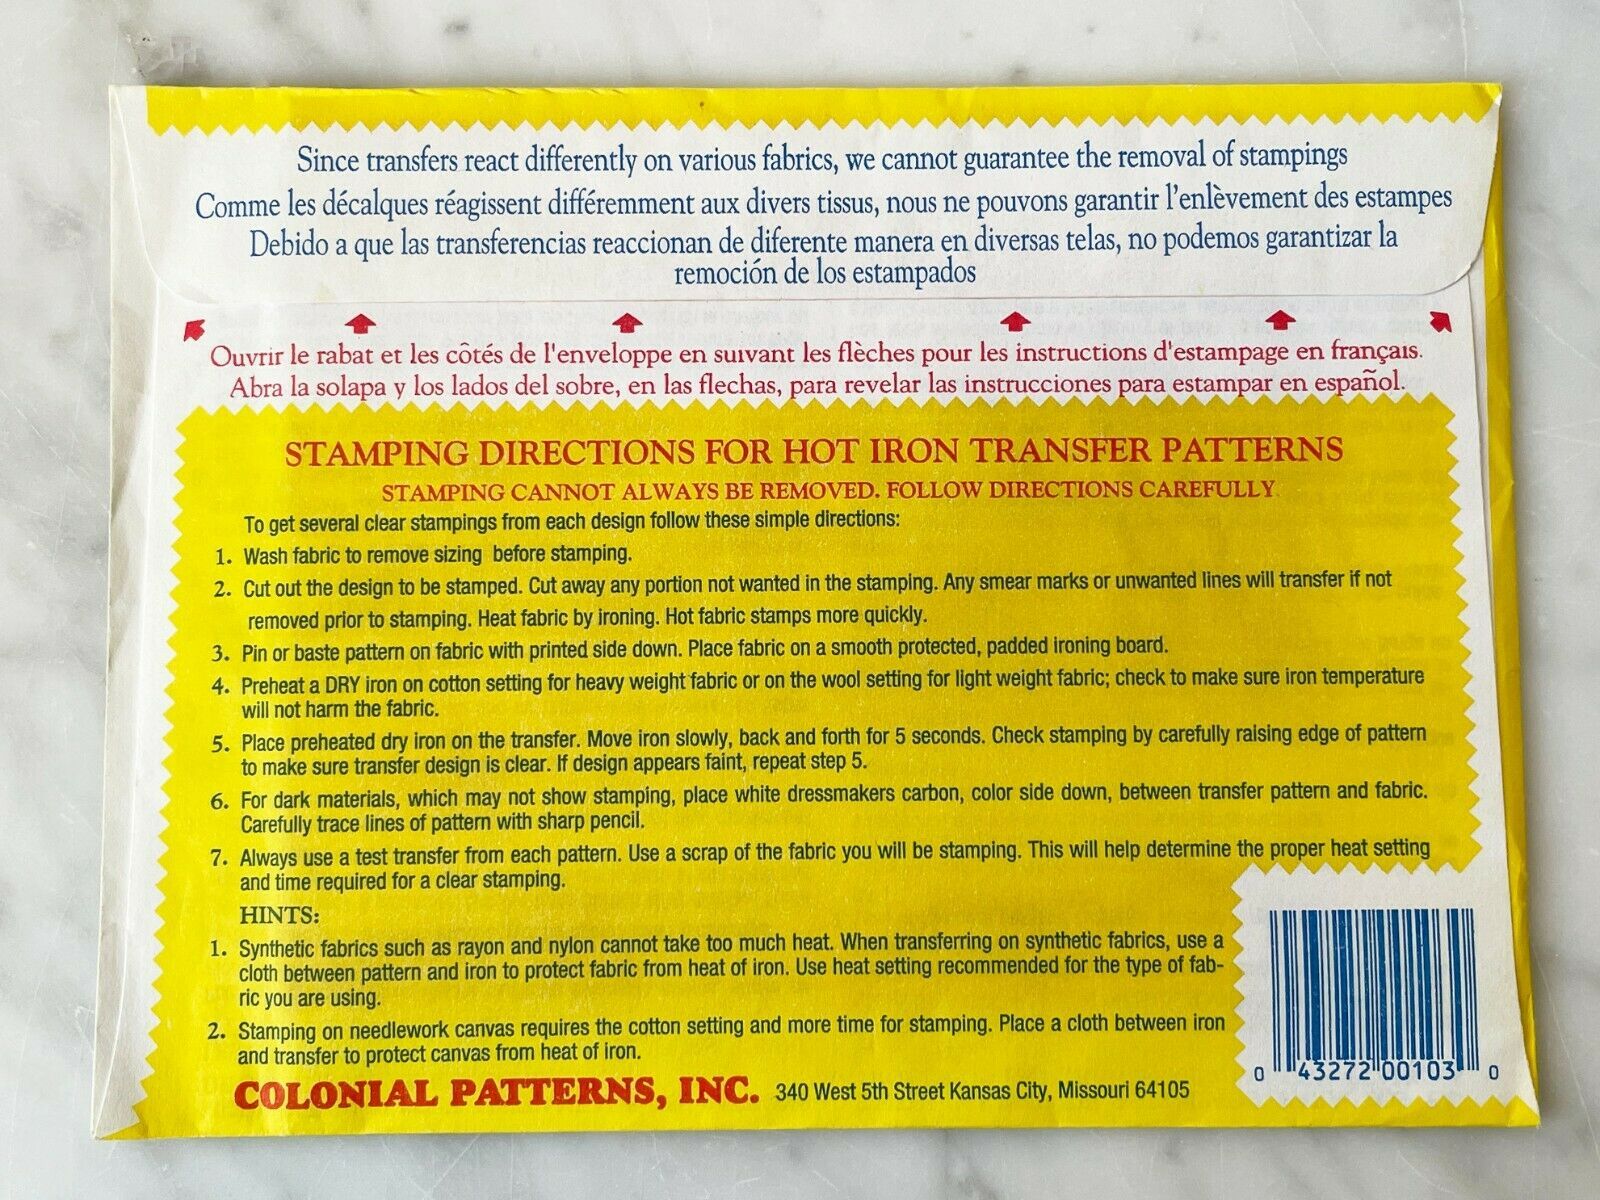 Since transfers react differently on various fabrics, we cannot guarantee the removal of stampings
Comme les décalques réagissent différemment aux divers tissus, nous ne pouvons garantir l'enlèvement des estampes
Debido a que las transferencias reaccionan de diferente manera en diversas telas, no podemos garantizar la
remoción de los estampados
Ouvrir le rabat et les côtés de l'enveloppe en suivant les flèches pour les instructions d'estampage en français.
Abra la solapa y los lados del sobre, en las flechas, para revelar las instrucciones para estampar en español.
STAMPING DIRECTIONS FOR HOT IRON TRANSFER PATTERNS
STAMPING CANNOT ALWAYS BE REMOVED. FOLLOW DIRECTIONS CAREFULLY
To get several clear stampings from each design follow these simple directions:
1. Wash fabric to remove sizing before stamping.
2. Cut out the design to be stamped. Cut away any portion not wanted in the stamping. Any smear marks or unwanted lines will transfer if not
removed prior to stamping. Heat fabric by ironing. Hot fabric stamps more quickly.
3. Pin or baste pattern on fabric with printed side down. Place fabric on a smooth protected, padded ironing board.
4. Preheat a DRY iron on cotton setting for heavy weight fabric or on the wool setting for light weight fabric; check to make sure iron temperature
will not harm the fabric.
5. Place preheated dry iron on the transfer. Move iron slowly, back and forth for 5 seconds. Check stamping by carefully raising edge of pattern
to make sure transfer design is clear. If design appears faint, repeat step 5.
6. For dark materials, which may not show stamping, place white dressmakers carbon, color side down, between transfer pattern and fabric.
Carefully trace lines of pattern with sharp pencil.
7. Always use a test transfer from each pattern. Use a scrap of the fabric you will be stamping. This will help determine the proper heat setting
and time required for a clear stamping.
HINTS:
1. Synthetic fabrics such as rayon and nylon cannot take too much heat. When transferring on synthetic fabrics, use a
cloth between pattern and iron to protect fabric from heat of iron. Use heat setting recommended for the type of fab-
ric you are using.
2. Stamping on needlework canvas requires the cotton setting and more time for stamping. Place a cloth between iron
and transfer to protect canvas from heat of iron.
COLONIAL PATTERNS, INC. 340 West 5th Street Kansas City, Missouri 64105
0 43272 00103 0